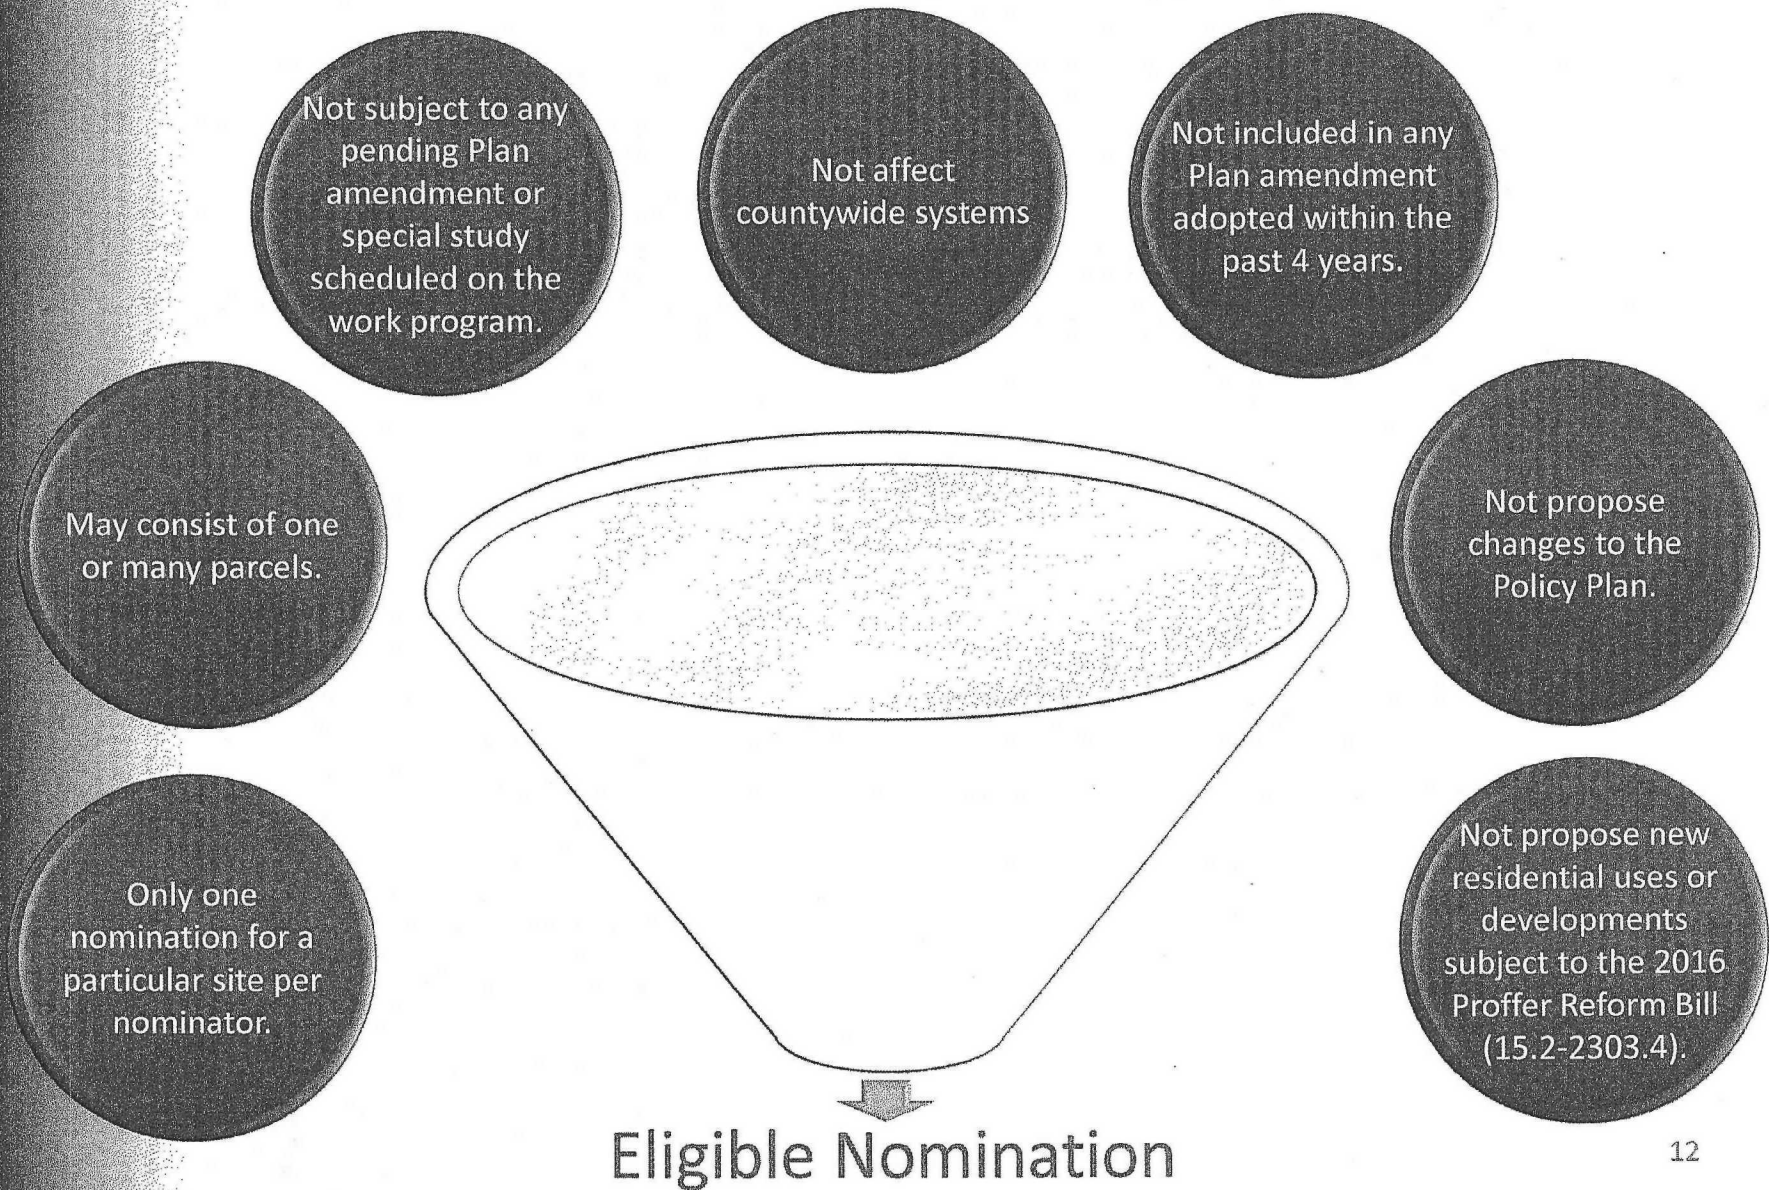 Not subject to any
pending Plan
amendment or
special study
scheduled on the
work program.
Not affect
countywide systems
Not included in any
Plan amendment
adopted within the
past 4 years.
May consist of one
or many parcels.
Not propose
changes to the
Policy Plan.
Only one
nomination for a
particular site per
nominator.
Not propose new
residential uses or
developments
subject to the 2016
Proffer Reform Bill
(15.2-2303.4).
Eligible Nomination
12